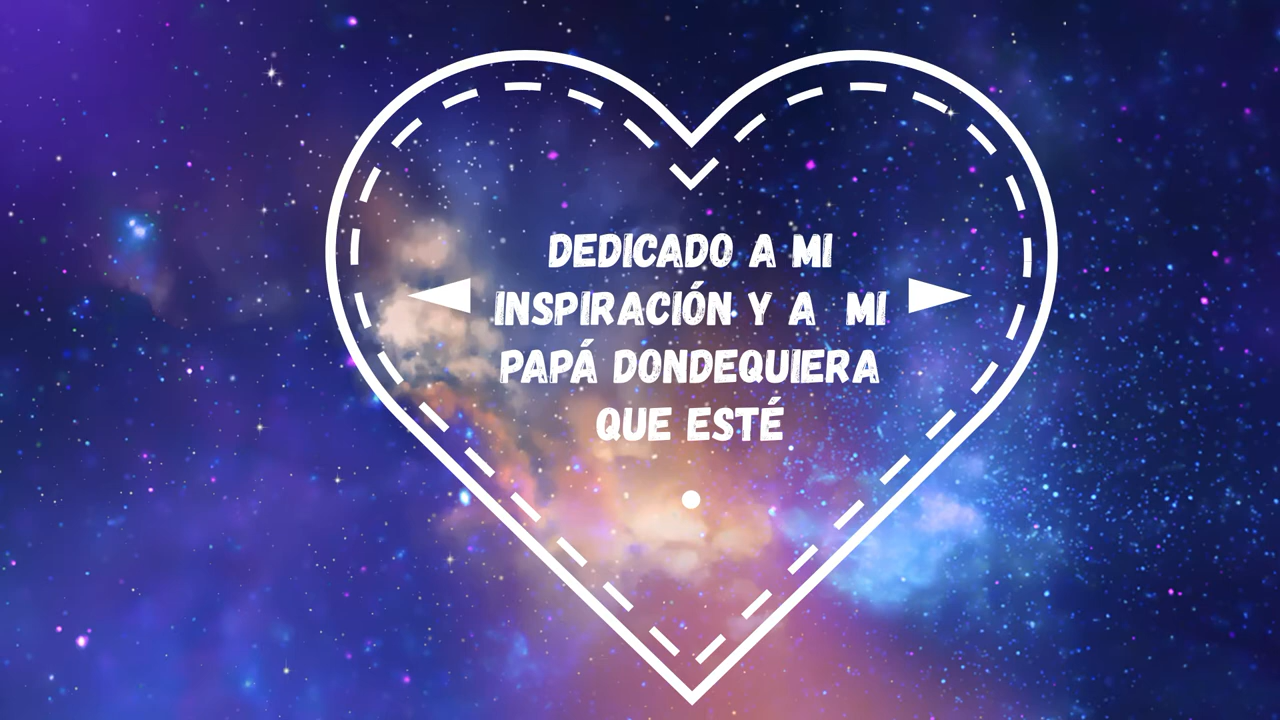 DEDICADO A MI
INSPIRACIÓN Y A MI
PAPÁ DONDEQUIERA
QUE ESTÉ